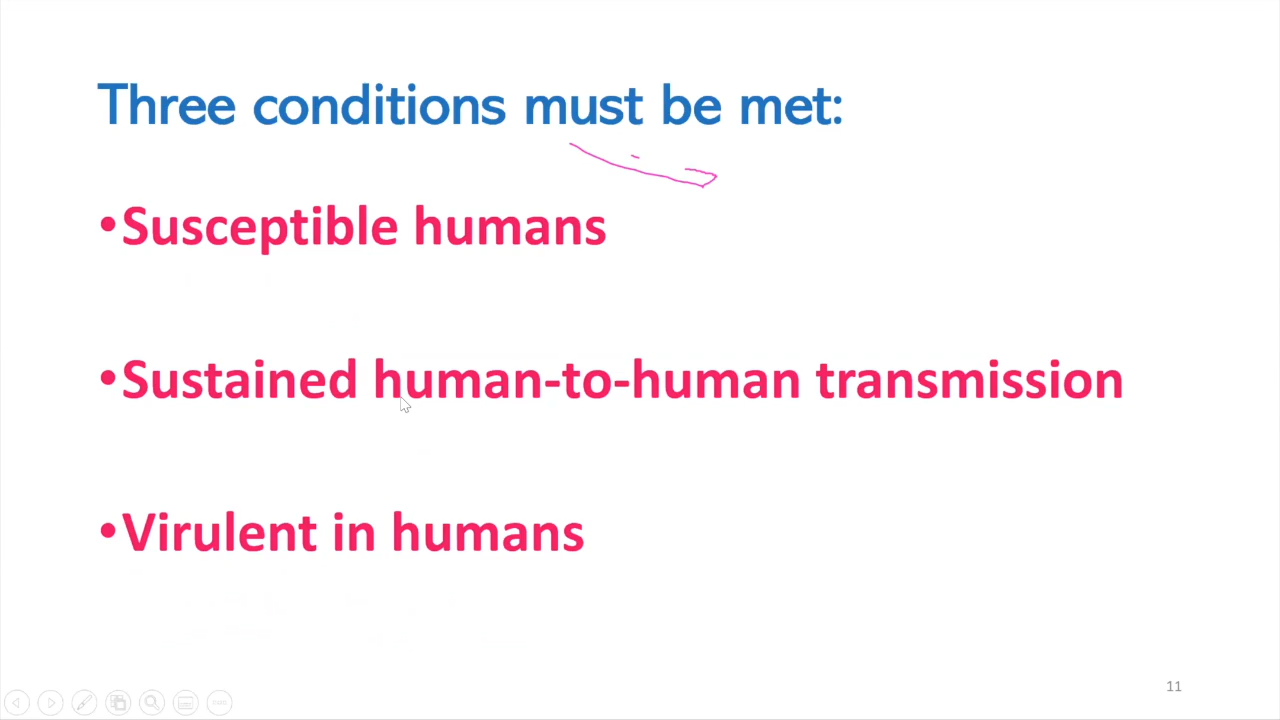 Three conditions must be met:
•Susceptible humans
•Sustained human-to-human transmission
•Virulent in humans
11